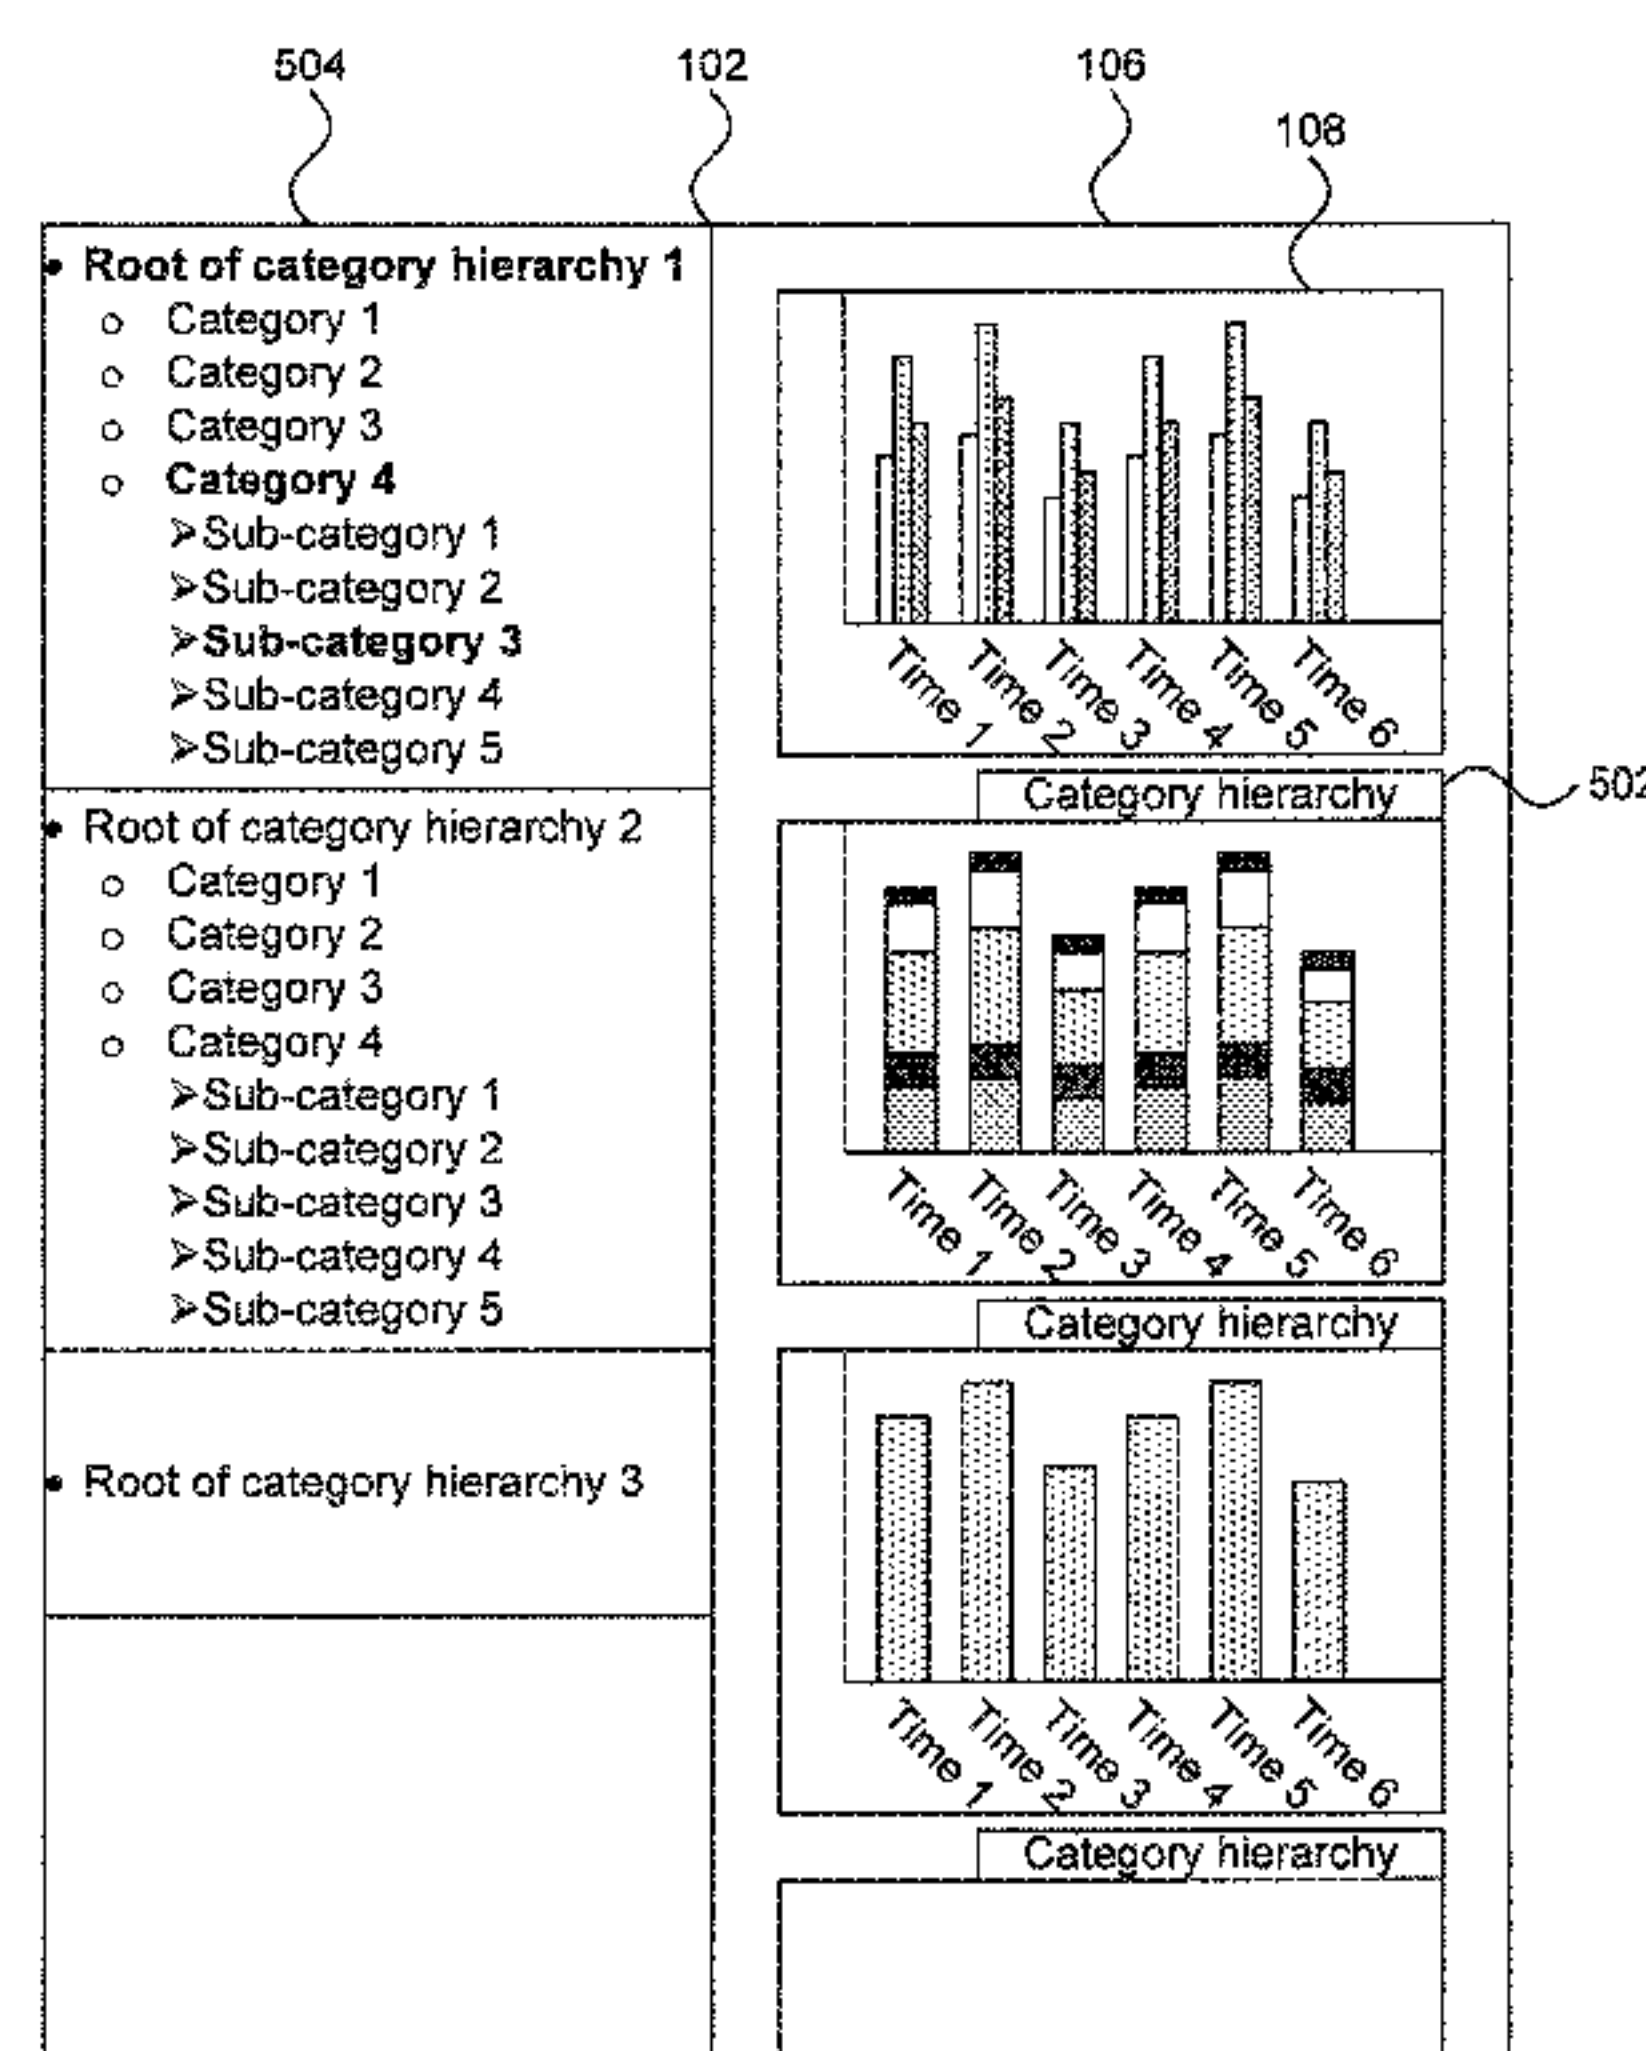 504 102 106
108
• Root of category hierarchy 1
○ Category 1
○ Category 2
○ Category 3
○ Category 4
➢Sub-category 1
➢Sub-category 2
➢Sub-category 3
➢Sub-category 4
➢Sub-category 5
• Root of category hierarchy 2
○ Category 1
○ Category 2
○ Category 3
○ Category 4
➢Sub-category 1
➢Sub-category 2
➢Sub-category 3
➢Sub-category 4
➢Sub-category 5
• Root of category hierarchy 3
Time 1 Time 2 Time 3 Time 4 Time 5 Time 6
Category hierarchy
502
Time 1 Time 2 Time 3 Time 4 Time 5 Time 6
Category hierarchy
Time 1 Time 2 Time 3 Time 4 Time 5 Time 6
Category hierarchy